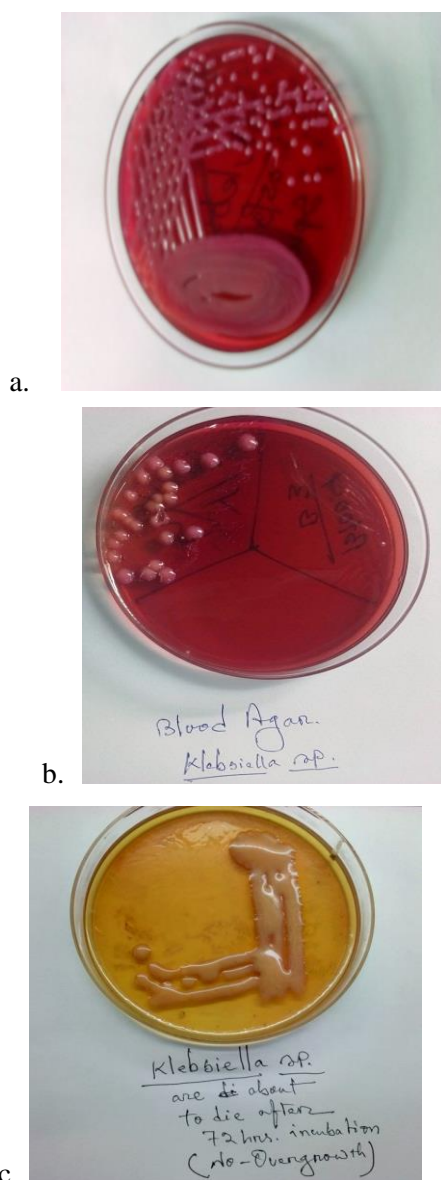 a.
Blood Agar.
Klebsiella sp.
b.
Klebsiella sp.
are about
to die after
72 hrs. incubation
(No-Overgrowth)
c